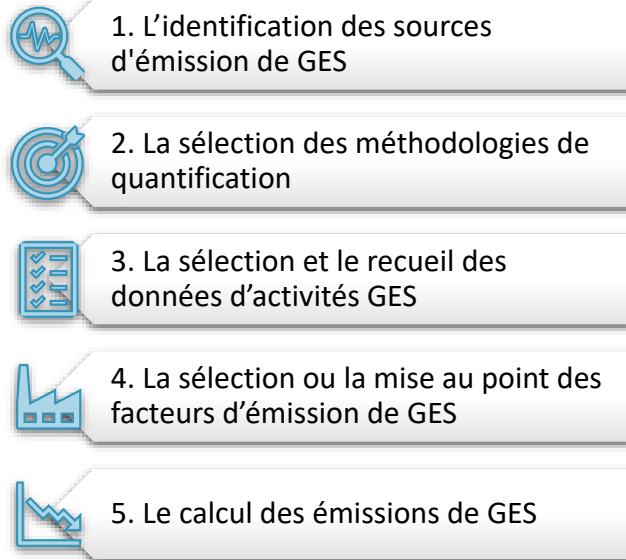 1. L’identification des sources
d'émission de GES
2. La sélection des méthodologies de
quantification
3. La sélection et le recueil des
données d’activités GES
4. La sélection ou la mise au point des
facteurs d’émission de GES
5. Le calcul des émissions de GES